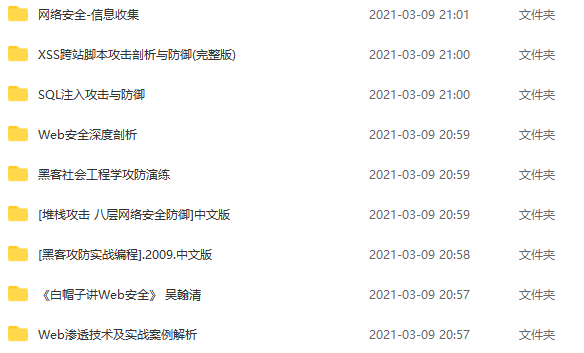 网络安全-信息收集 2021-03-09 21:01 文件夹
XSS跨站脚本攻击剖析与防御(完整版) 2021-03-09 21:00 文件夹
SQL注入攻击与防御 2021-03-09 21:00 文件夹
Web安全深度剖析 2021-03-09 20:59 文件夹
黑客社会工程学攻防演练 2021-03-09 20:59 文件夹
[堆栈攻击 八层网络安全防御]中文版 2021-03-09 20:59 文件夹
[黑客攻防实战编程].2009.中文版 2021-03-09 20:58 文件夹
《白帽子讲Web安全》 吴翰清 2021-03-09 20:57 文件夹
Web渗透技术及实战案例解析 2021-03-09 20:57 文件夹